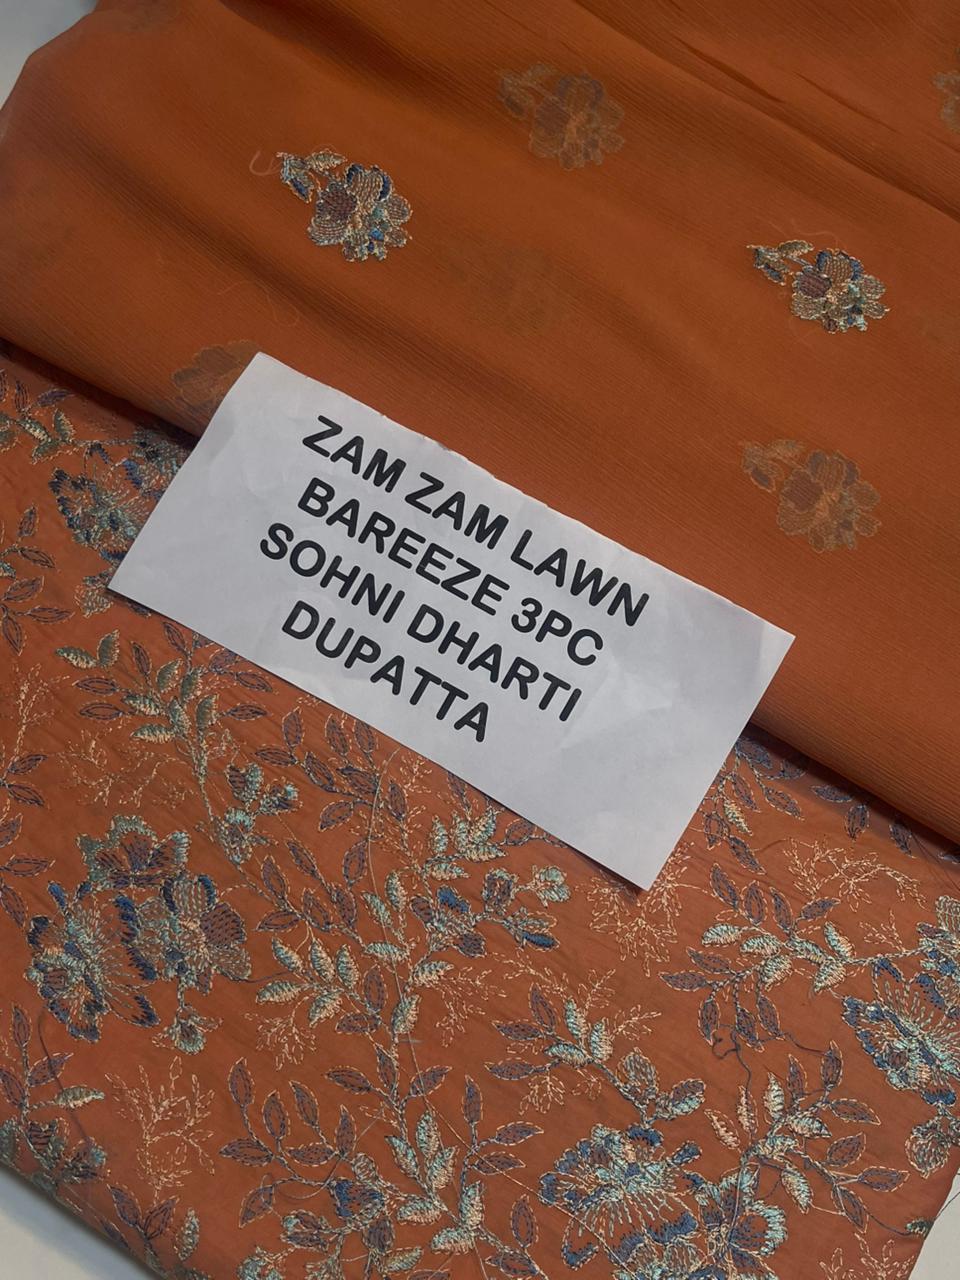 ZAM ZAM LAWN
BAREEZE 3PC
SOHNI DHARTI
DUPATTA